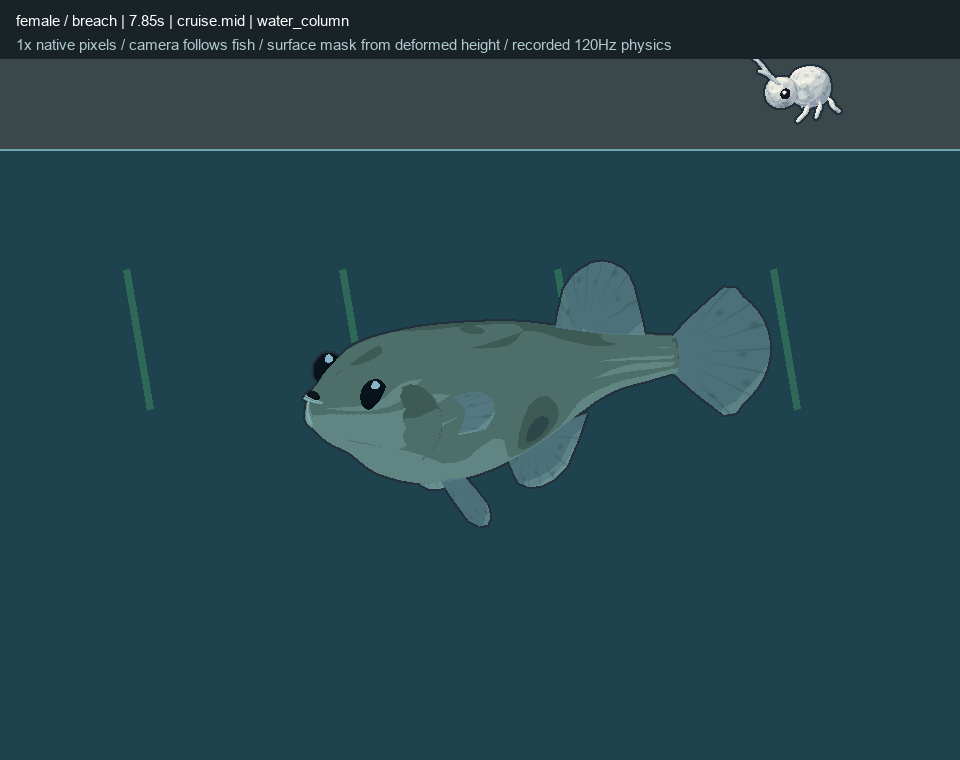 female / breach | 7.85s | cruise.mid | water_column
1x native pixels / camera follows fish / surface mask from deformed height / recorded 120Hz physics